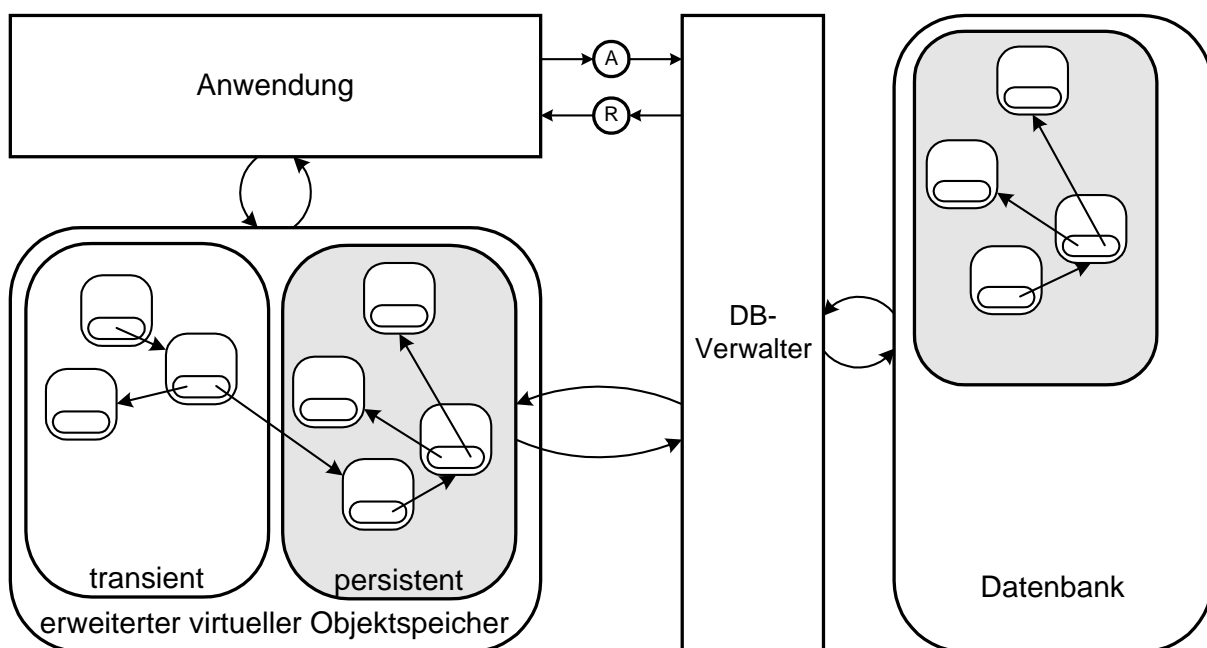 Anwendung
A
R
DB-
Verwalter
transient
persistent
erweiterter virtueller Objektspeicher
Datenbank